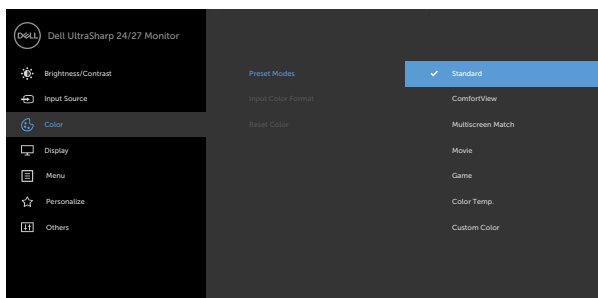 DELL
Dell UltraSharp 24/27 Monitor
Brightness/Contrast
Input Source
Color
Display
Menu
Personalize
Others
Preset Modes
Input Color Format
Reset Color
Standard
ComfortView
Multiscreen Match
Movie
Game
Color Temp.
Custom Color